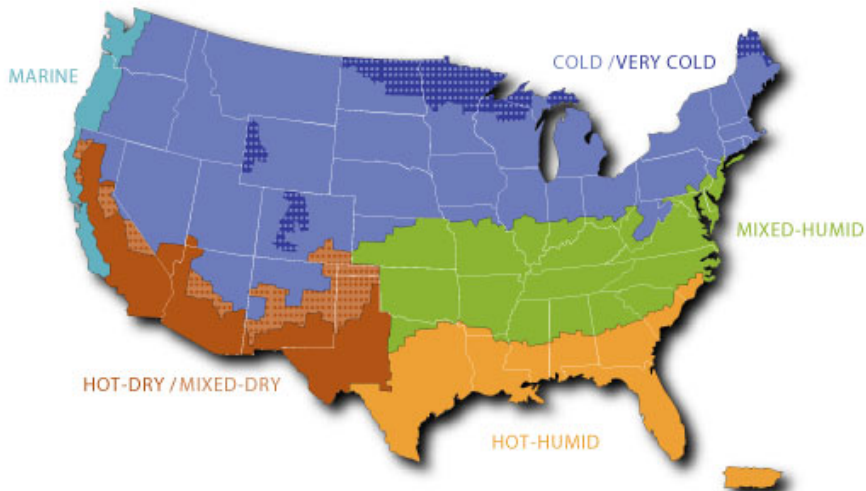 COLD /VERY COLD
MARINE
MIXED-HUMID
HOT-DRY / MIXED-DRY
HOT-HUMID